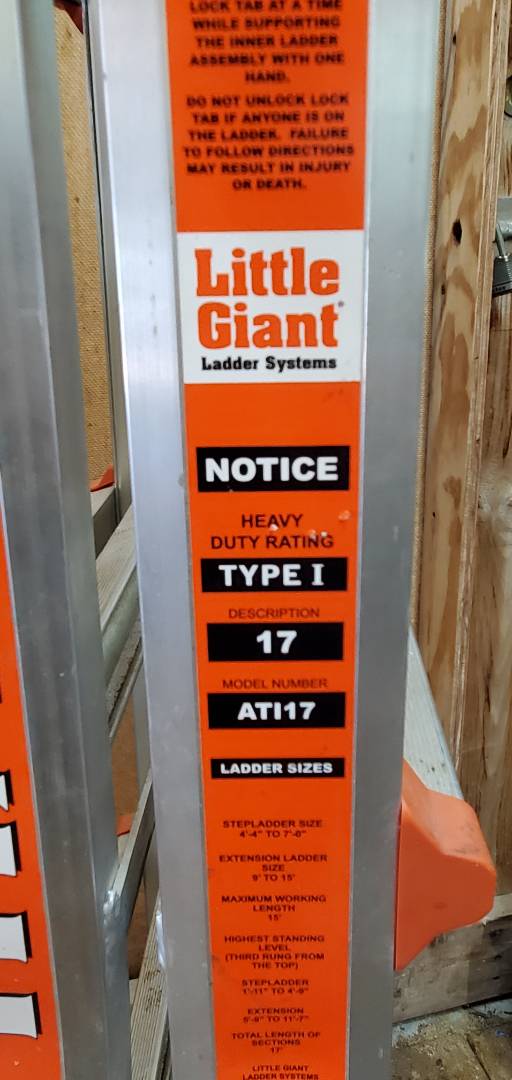 LOCK TAB AT A TIME
WHILE SUPPORTING
THE INNER LADDER
ASSEMBLY WITH ONE
HAND.
DO NOT UNLOCK LOCK
TAB IF ANYONE IS ON
THE LADDER. FAILURE
TO FOLLOW DIRECTIONS
MAY RESULT IN INJURY
OR DEATH.
Little
Giant®
Ladder Systems
NOTICE
HEAVY
DUTY RATING
TYPE I
DESCRIPTION
17
MODEL NUMBER
ATI17
LADDER SIZES
STEPLADDER SIZE
4'-4" TO 7'-8"
EXTENSION LADDER
SIZE
9' TO 15'
MAXIMUM WORKING
LENGTH
15'
HIGHEST STANDING
LEVEL
(THIRD RUNG FROM
THE TOP)
STEPLADDER
1'-11" TO 4'-9"
EXTENSION
TO 11'-7"
TOTAL LENGTH OF
SECTIONS
17'
LITTLE GIANT
LADDER SYSTEMS